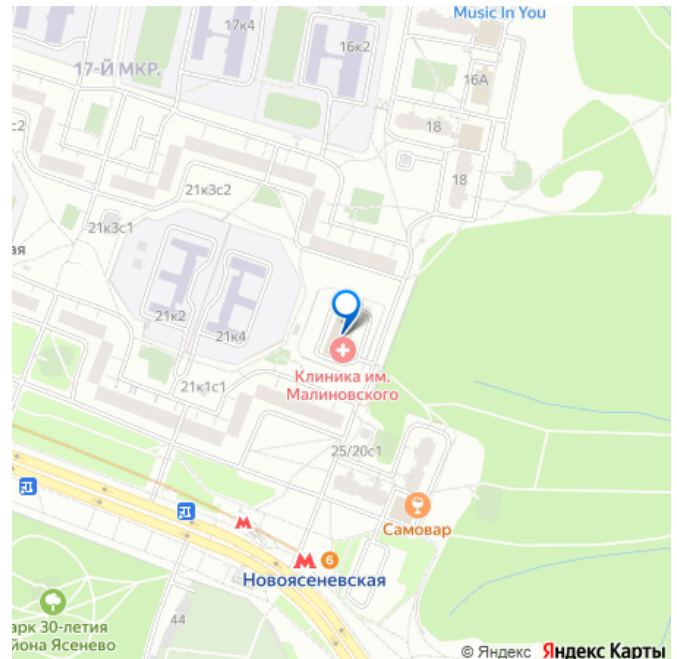 Music In You
17к4
16к2
17-Й МКР.
16А
18
с2
18
21к3с2
21к3с1
ая
21к2
21к4
Клиника им.
Малиновского
21к1с1
25/20с1
Самовар
М
М 6
Новоясеневская
арк 30-летия
йона Ясенево
44
© Яндекс Яндекс Карты